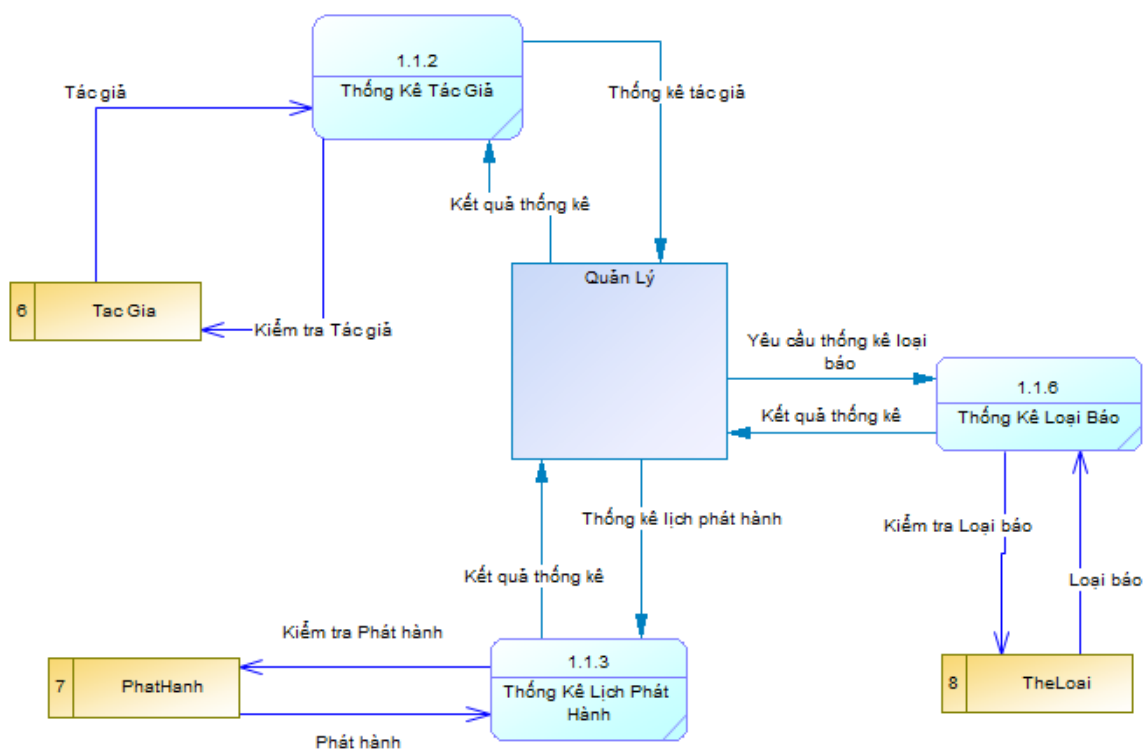 1.1.2
Thống Kê Tác Giả
Tác giả
Thống kê tác giả
Kết quả thống kê
Quản Lý
6
Tac Gia
Kiểm tra Tác giả
Yêu cầu thống kê loại
báo
1.1.6
Thống Kê Loại Báo
Kết quả thống kê
Thống kê lịch phát hành
Kiểm tra Loại báo
Kết quả thống kê
Loại báo
Kiểm tra Phát hành
1.1.3
Thống Kê Lịch Phát
Hành
7
PhatHanh
8
TheLoai
Phát hành